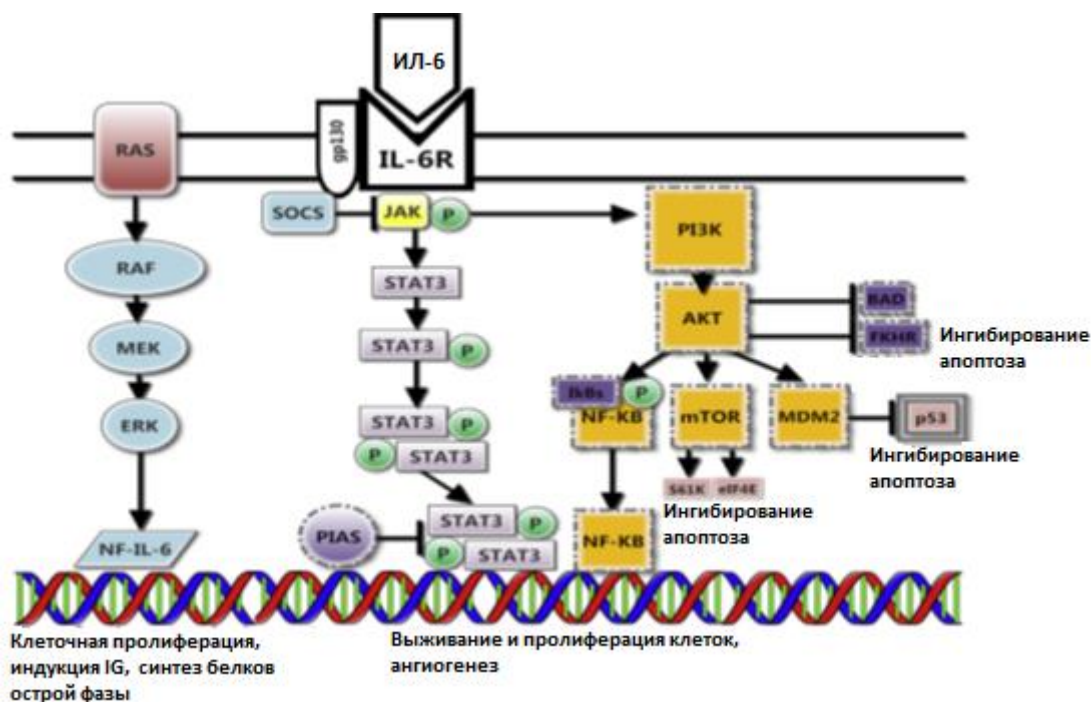 ИЛ-6
gp130
IL-6R
RAS
SOCS
JAK
P
PI3K
RAF
STAT3
BAD
AKT
FKHR
Ингибирование
апоптоза
MEK
STAT3
P
IkBs
P
NF-KB
mTOR
MDM2
p53
ERK
STAT3
P
P
STAT3
Ингибирование
апоптоза
S61K
eIF4E
Ингибирование
апоптоза
NF-IL-6
PIAS
STAT3
P
P
STAT3
NF-KB
Клеточная пролиферация,
индукция IG, синтез белков
острой фазы
Выживание и пролиферация клеток,
ангиогенез